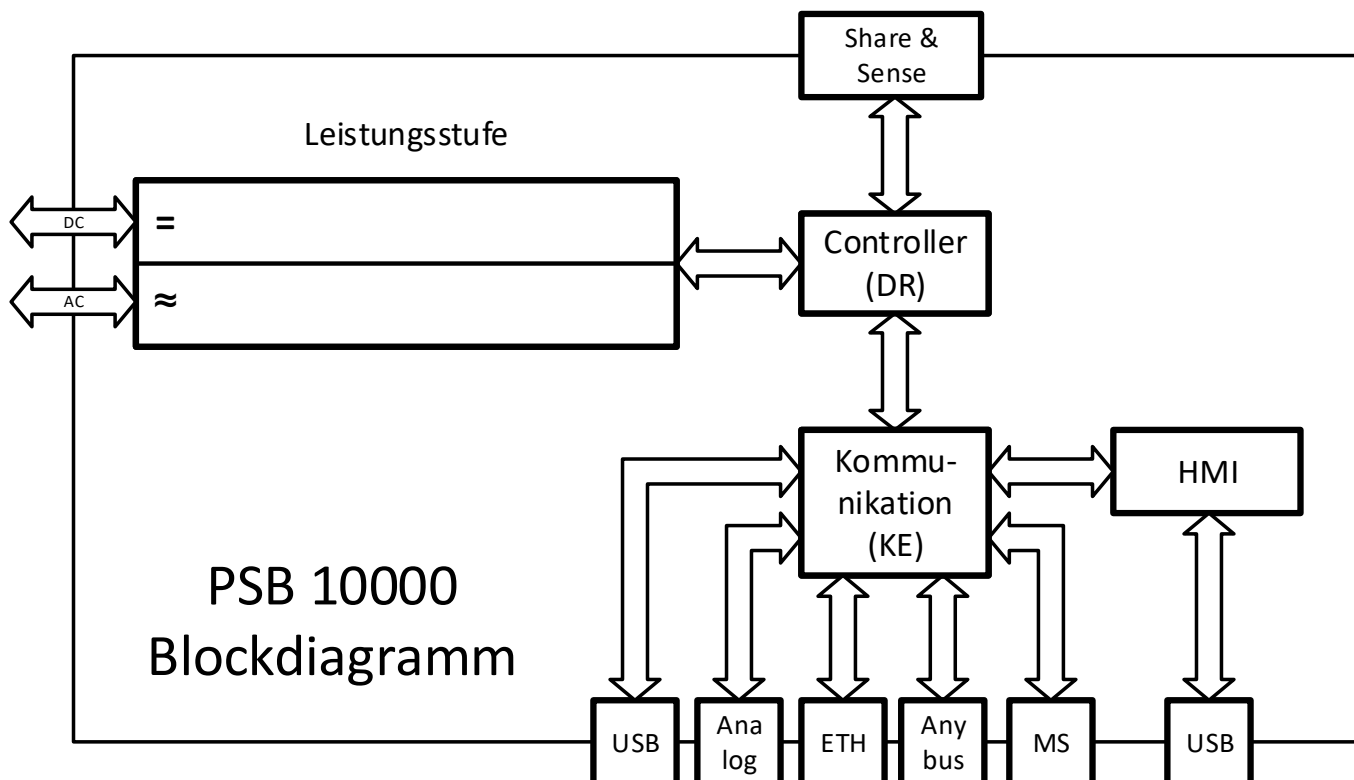 Share &
Sense
Leistungsstufe
DC
=
AC
≈
Controller
(DR)
Kommu-
nikation
(KE)
HMI
PSB 10000
Blockdiagramm
USB
Ana
log
ETH
Any
bus
MS
USB